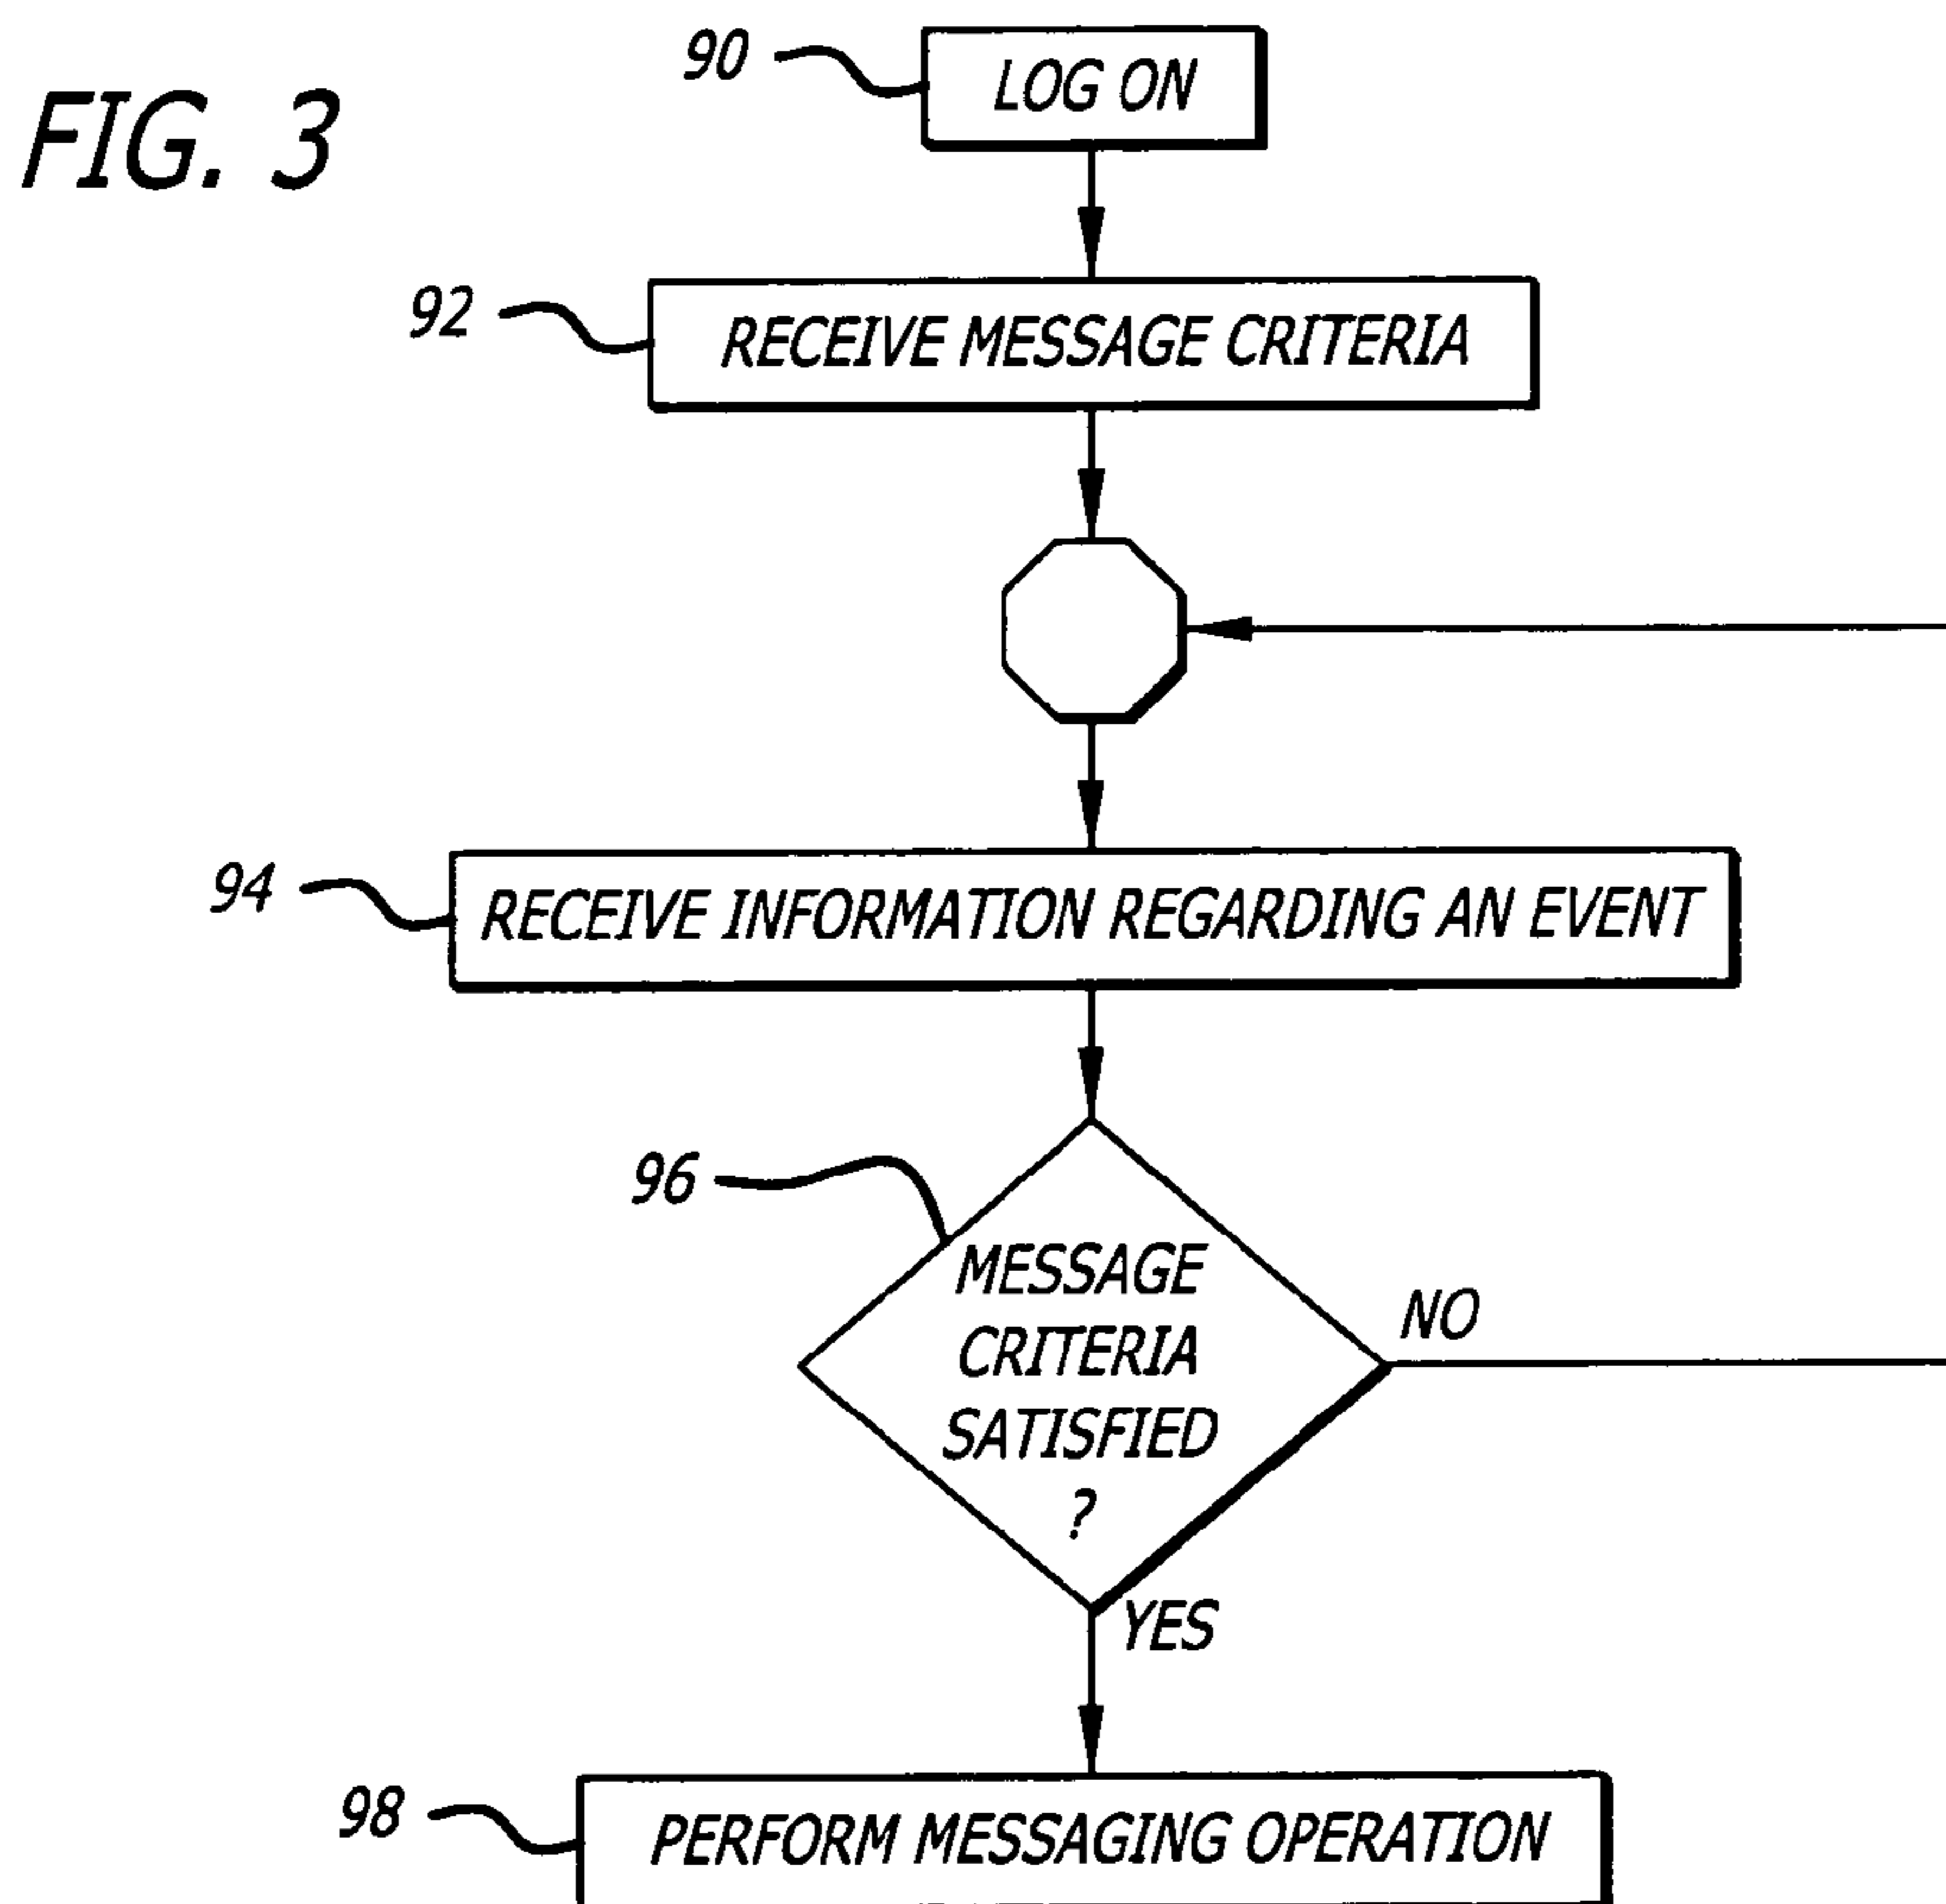 FIG. 3
90
LOG ON
92
RECEIVE MESSAGE CRITERIA
94
RECEIVE INFORMATION REGARDING AN EVENT
96
MESSAGE
CRITERIA
SATISFIED
?
NO
YES
98
PERFORM MESSAGING OPERATION